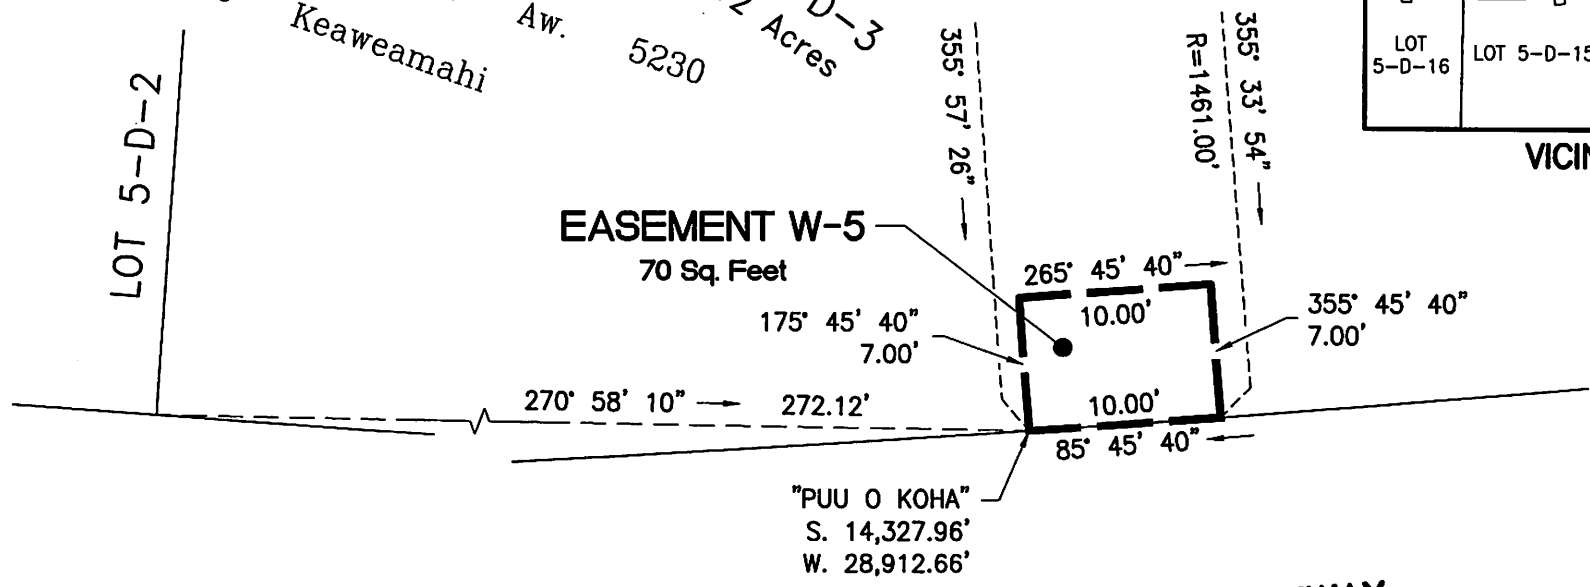 Keaweamahi
Aw. 5230
D-3
2 Acres
LOT 5-D-2
355° 57' 26"
R=1461.00'
355° 33' 54"
LOT
5-D-16
LOT 5-D-15
EASEMENT W-5
70 Sq. Feet
265° 45' 40"
10.00'
175° 45' 40"
7.00'
355° 45' 40"
7.00'
270° 58' 10"
272.12'
10.00'
85° 45' 40"
"PUU O KOHA"
S. 14,327.96'
W. 28,912.66'